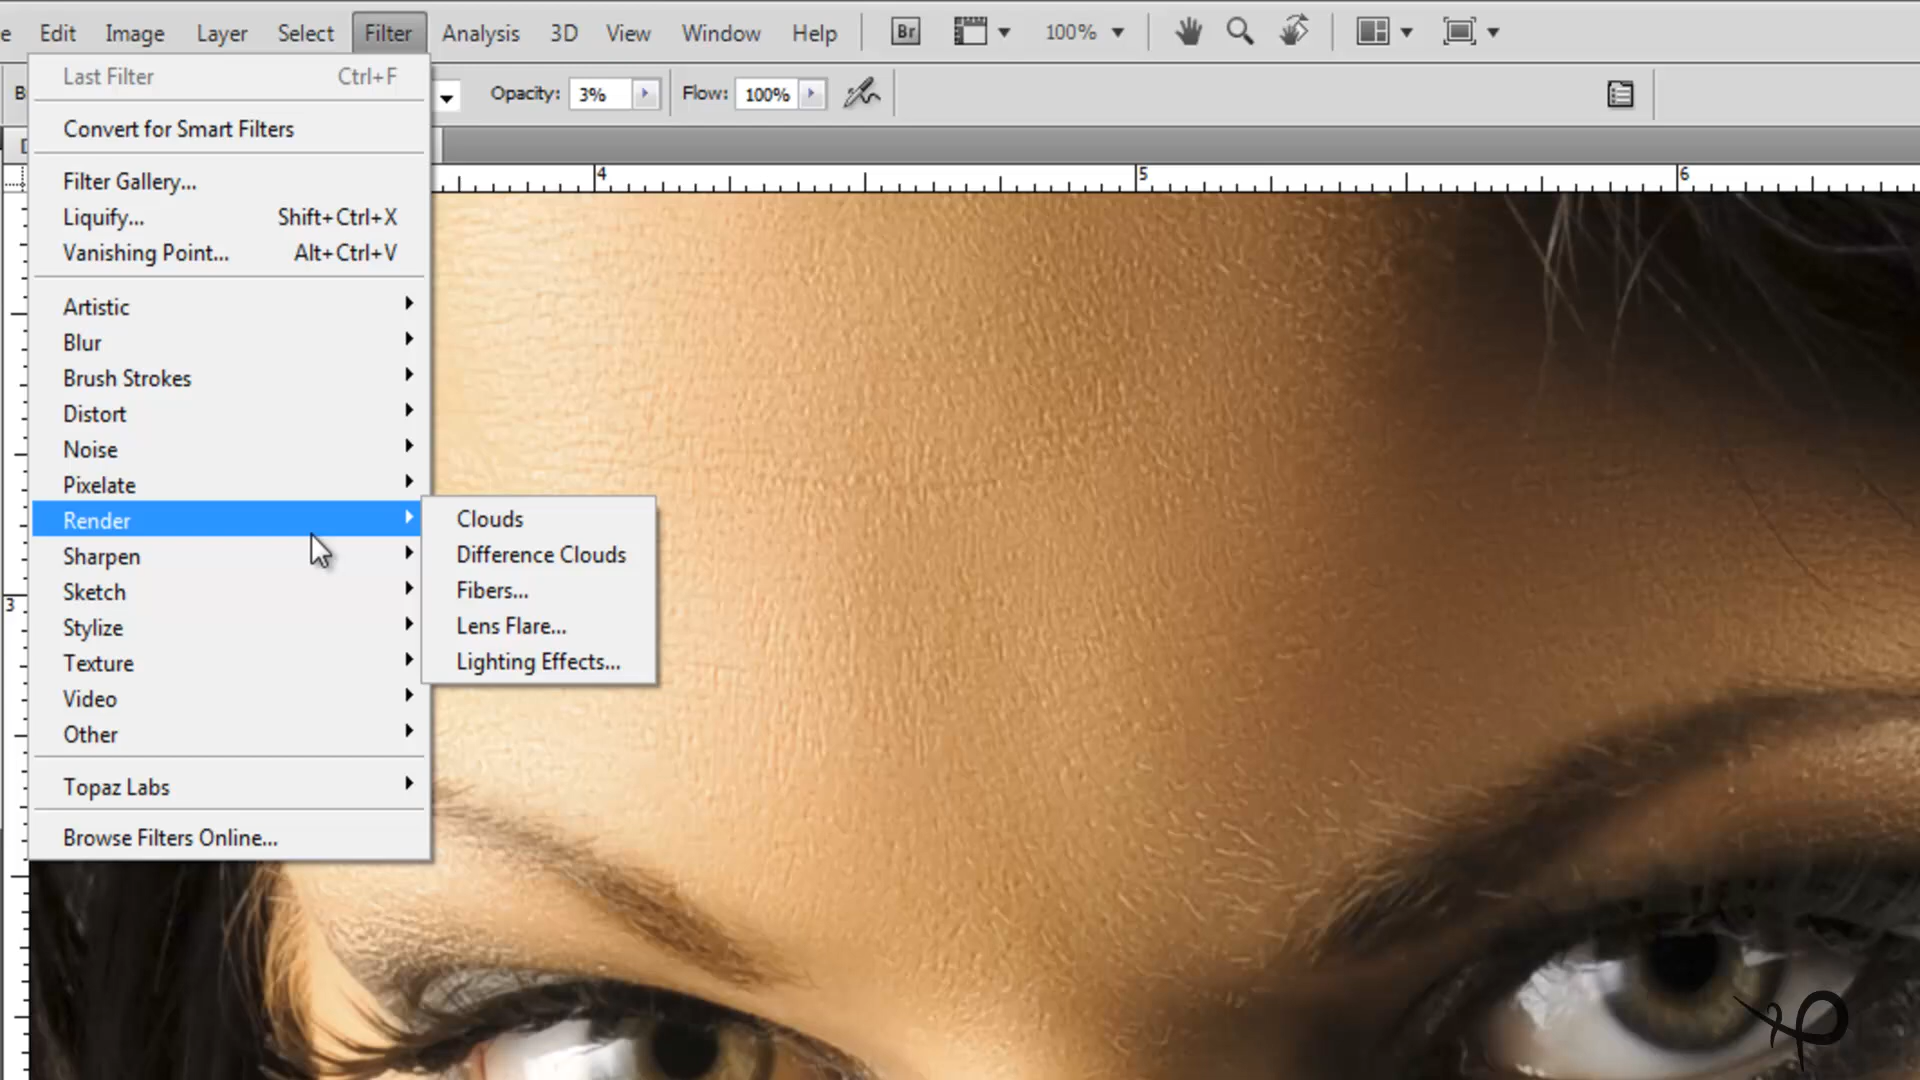 e Edit Image Layer Select Filter Analysis 3D View Window Help Br 100%
B Opacity: 3% Flow: 100%
Last Filter Ctrl+F
Convert for Smart Filters
Filter Gallery...
Liquify... Shift+Ctrl+X
Vanishing Point... Alt+Ctrl+V
Artistic
Blur
Brush Strokes
Distort
Noise
Pixelate
Render
Sharpen
Sketch
Stylize
Texture
Video
Other
Topaz Labs
Browse Filters Online...
Clouds
Difference Clouds
Fibers...
Lens Flare...
Lighting Effects...
4 5 6
3